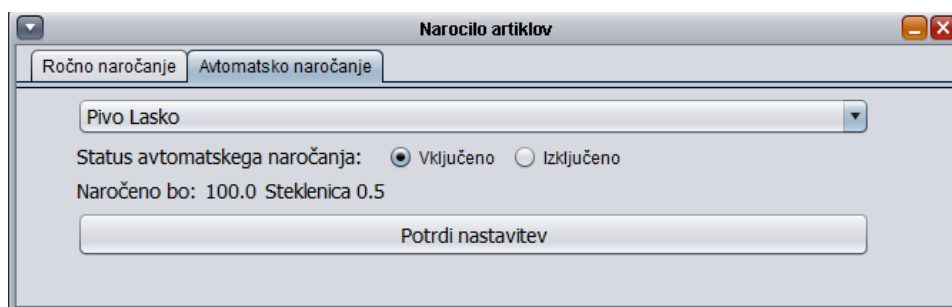 Narocilo artiklov
Ročno naročanje Avtomatsko naročanje
Pivo Lasko
Status avtomatskega naročanja: Vključeno Izključeno
Naročeno bo: 100.0 Steklenica 0.5
Potrdi nastavitev